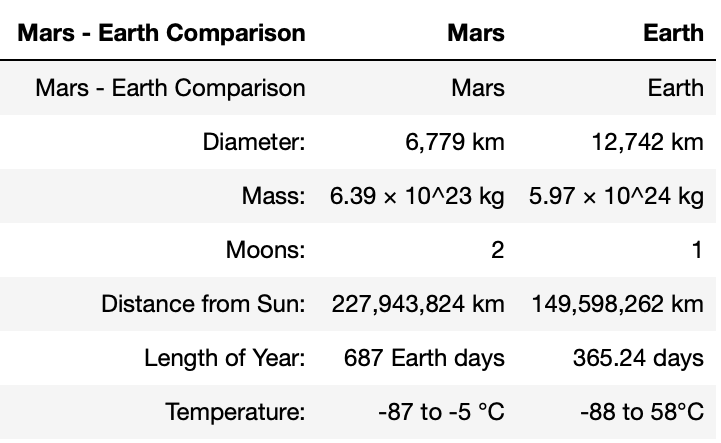 Mars - Earth Comparison Mars Earth
Mars - Earth Comparison Mars Earth
Diameter: 6,779 km 12,742 km
Mass: 6.39 × 10^23 kg 5.97 × 10^24 kg
Moons: 2 1
Distance from Sun: 227,943,824 km 149,598,262 km
Length of Year: 687 Earth days 365.24 days
Temperature: -87 to -5 °C -88 to 58°C